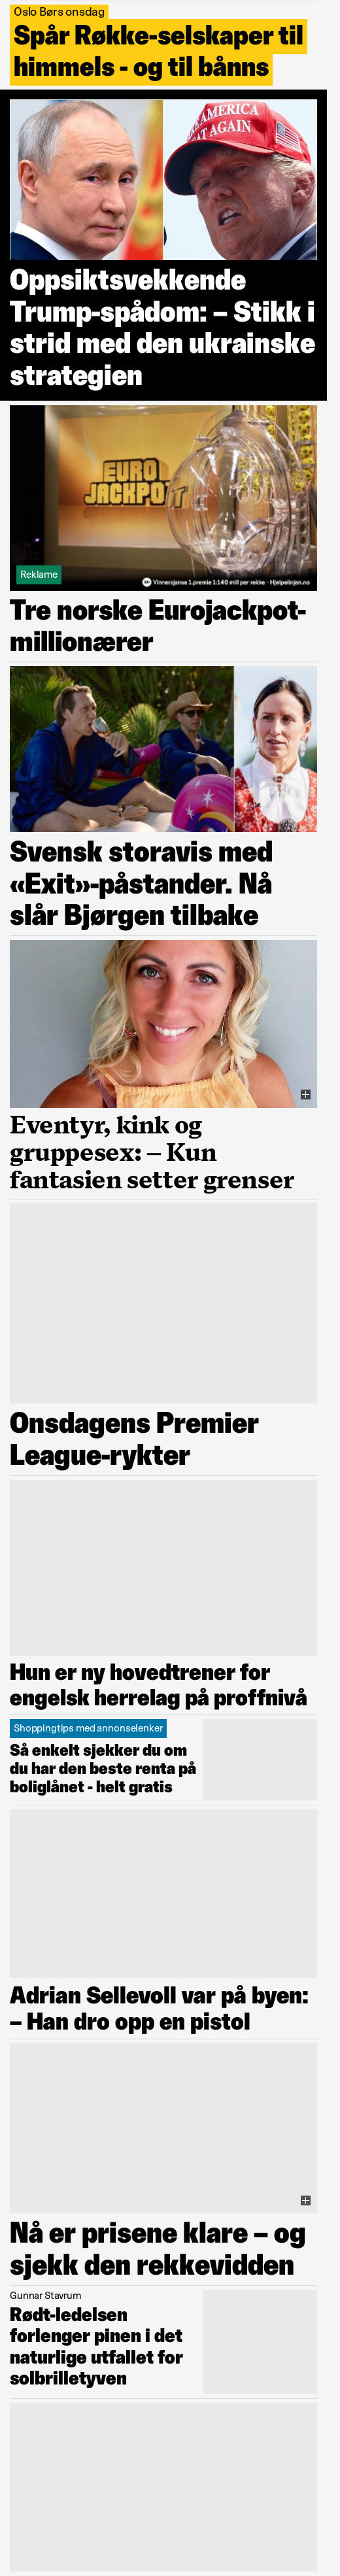 Oslo Børs onsdag
Spår Røkke-selskaper til
himmels - og til bånns
AMERICA
AT AGAIN
Oppsiktsvekkende
Trump-spådom: – Stikk i
strid med den ukrainske
strategien
EURO
JACKPOT
Reklame
Vinnersjanse 1.premie 1:140 mill per rekke - Hjelpelinjen.no
Tre norske Eurojackpot-
millionærer
Svensk storavis med
«Exit»-påstander. Nå
slår Bjørgen tilbake
Eventyr, kink og
gruppesex: – Kun
fantasien setter grenser
Onsdagens Premier
League-rykter
Hun er ny hovedtrener for
engelsk herrelag på proffnivå
Shoppingtips med annonselenker
Så enkelt sjekker du om
du har den beste renta på
boliglånet - helt gratis
Adrian Sellevoll var på byen:
– Han dro opp en pistol
Nå er prisene klare – og
sjekk den rekkevidden
Gunnar Stavrum
Rødt-ledelsen
forlenger pinen i det
naturlige utfallet for
solbrilletyven